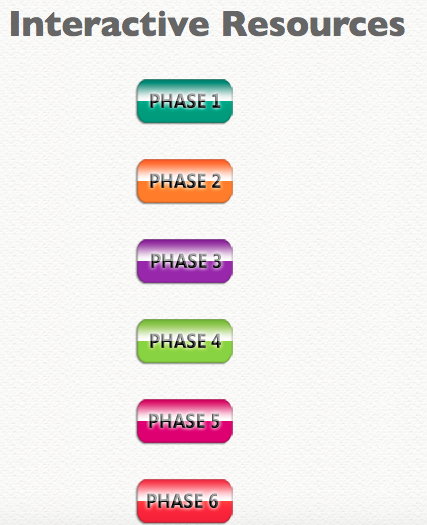 Interactive Resources
PHASE 1
PHASE 2
PHASE 3
PHASE 4
PHASE 5
PHASE 6